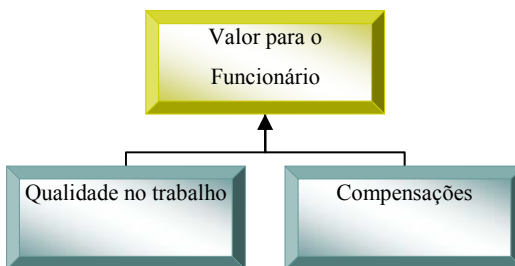 Valor para o
Funcionário
Qualidade no trabalho
Compensações